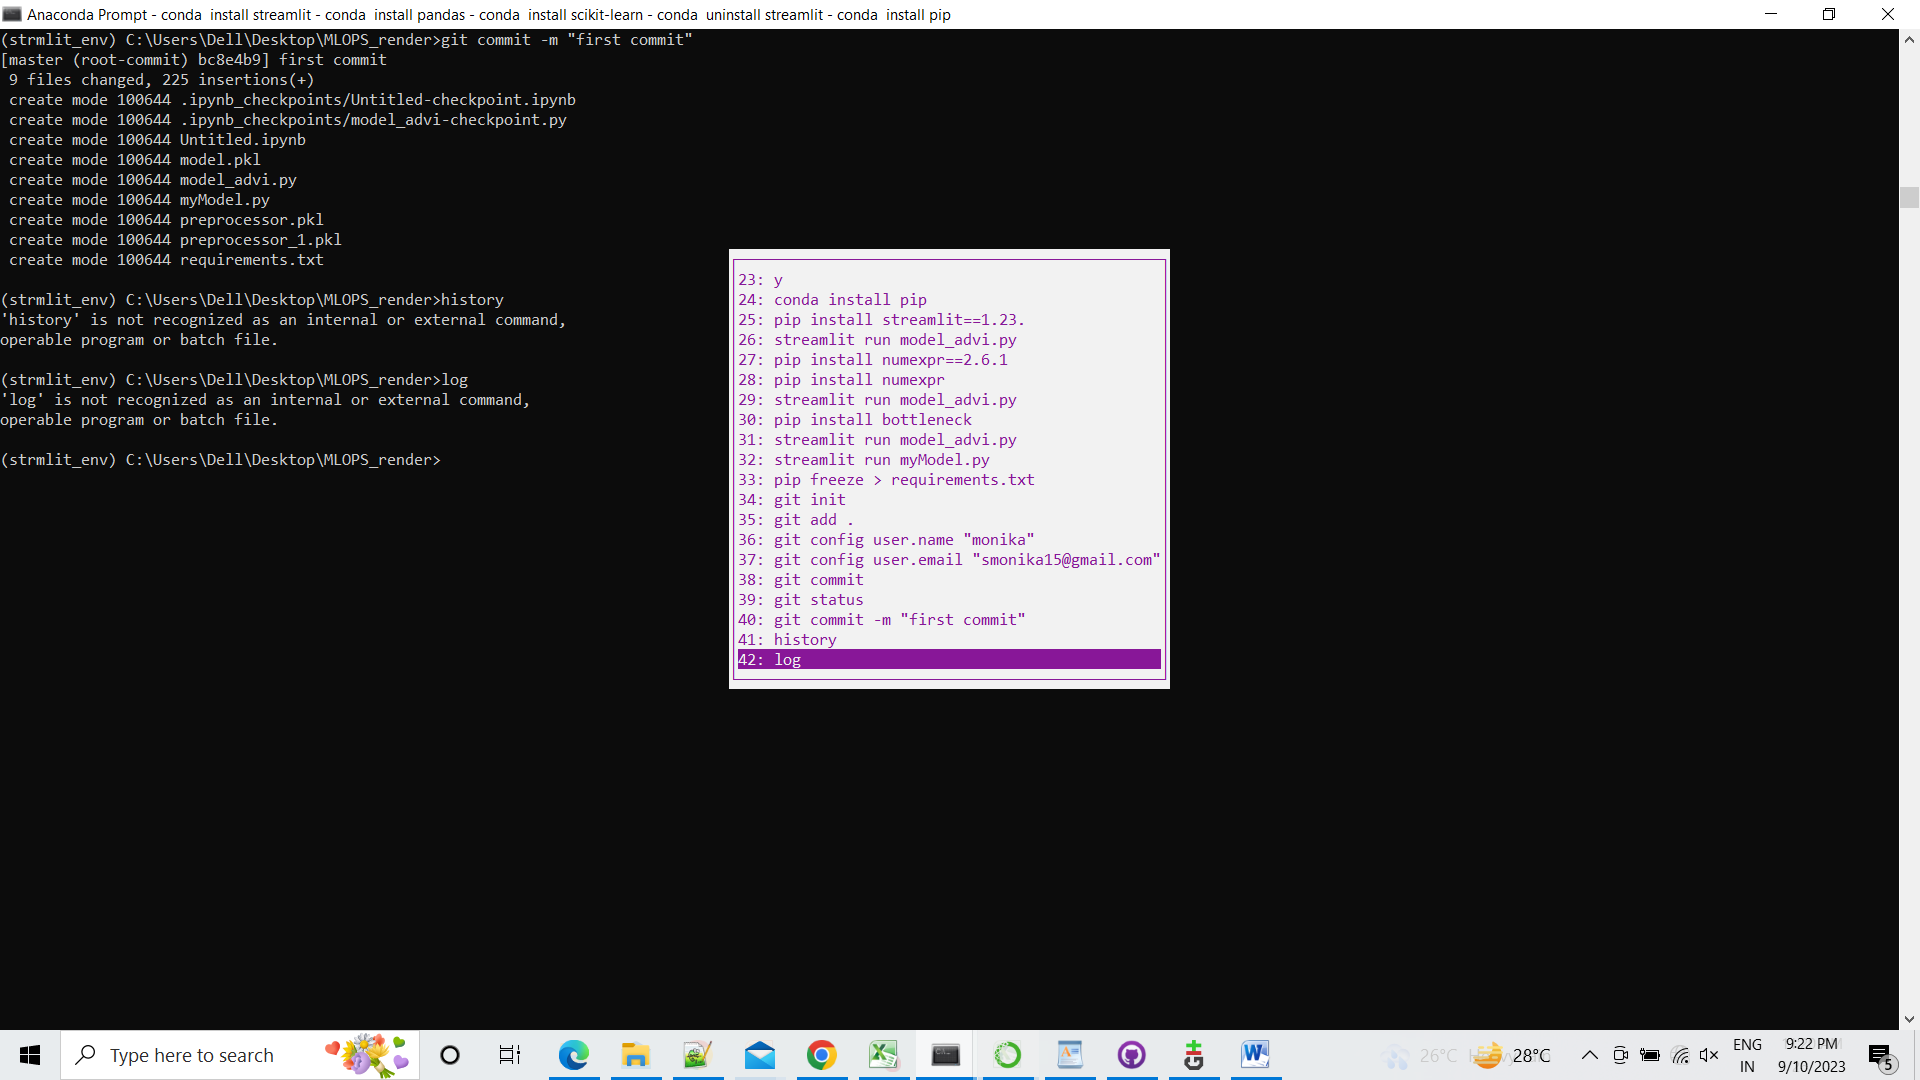 Anaconda Prompt - conda  install streamlit - conda  install pandas - conda  install scikit-learn - conda  uninstall streamlit - conda  install pip
(strmlit_env) C:\Users\Dell\Desktop\MLOPS_render>git commit -m "first commit"
[master (root-commit) bc8e4b9] first commit
 9 files changed, 225 insertions(+)
 create mode 100644 .ipynb_checkpoints/Untitled-checkpoint.ipynb
 create mode 100644 .ipynb_checkpoints/model_advi-checkpoint.py
 create mode 100644 Untitled.ipynb
 create mode 100644 model.pkl
 create mode 100644 model_advi.py
 create mode 100644 myModel.py
 create mode 100644 preprocessor.pkl
 create mode 100644 preprocessor_1.pkl
 create mode 100644 requirements.txt
(strmlit_env) C:\Users\Dell\Desktop\MLOPS_render>history
'history' is not recognized as an internal or external command,
operable program or batch file.
(strmlit_env) C:\Users\Dell\Desktop\MLOPS_render>log
'log' is not recognized as an internal or external command,
operable program or batch file.
(strmlit_env) C:\Users\Dell\Desktop\MLOPS_render>
23: y
24: conda install pip
25: pip install streamlit==1.23.
26: streamlit run model_advi.py
27: pip install numexpr==2.6.1
28: pip install numexpr
29: streamlit run model_advi.py
30: pip install bottleneck
31: streamlit run model_advi.py
32: streamlit run myModel.py
33: pip freeze > requirements.txt
34: git init
35: git add .
36: git config user.name "monika"
37: git config user.email "smonika15@gmail.com"
38: git commit
39: git status
40: git commit -m "first commit"
41: history
42: log
Type here to search
26°C
28°C
ENG
IN
9:22 PM
9/10/2023
5